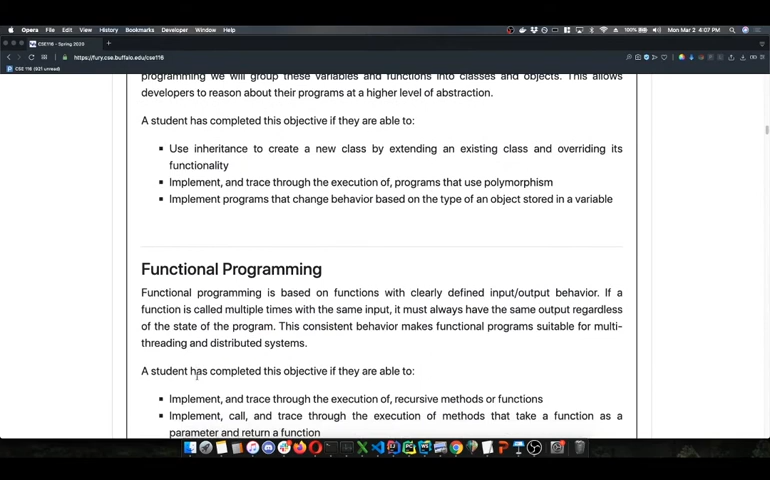 Opera File Edit View History Bookmarks Developer Window Help 100% Mon Mar 2 4:07 PM
CSE116 - Spring 2020
https://fury.cse.buffalo.edu/cse116
CSE 116 (921 unread)
programming we will group these variables and functions into classes and objects. This allows
developers to reason about their programs at a higher level of abstraction.
A student has completed this objective if they are able to:
Use inheritance to create a new class by extending an existing class and overriding its
functionality
Implement, and trace through the execution of, programs that use polymorphism
Implement programs that change behavior based on the type of an object stored in a variable
Functional Programming
Functional programming is based on functions with clearly defined input/output behavior. If a
function is called multiple times with the same input, it must always have the same output regardless
of the state of the program. This consistent behavior makes functional programs suitable for multi-
threading and distributed systems.
A student has completed this objective if they are able to:
Implement, and trace through the execution of, recursive methods or functions
Implement, call, and trace through the execution of methods that take a function as a
parameter and return a function